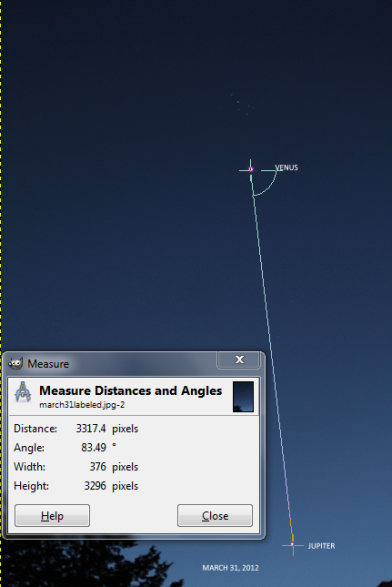 VENUS
Measure
x
Measure Distances and Angles
march31labeled.jpg-2
Distance: 3317.4 pixels
Angle: 83.49 °
Width: 376 pixels
Height: 3296 pixels
Help Close
JUPITER
MARCH 31, 2012